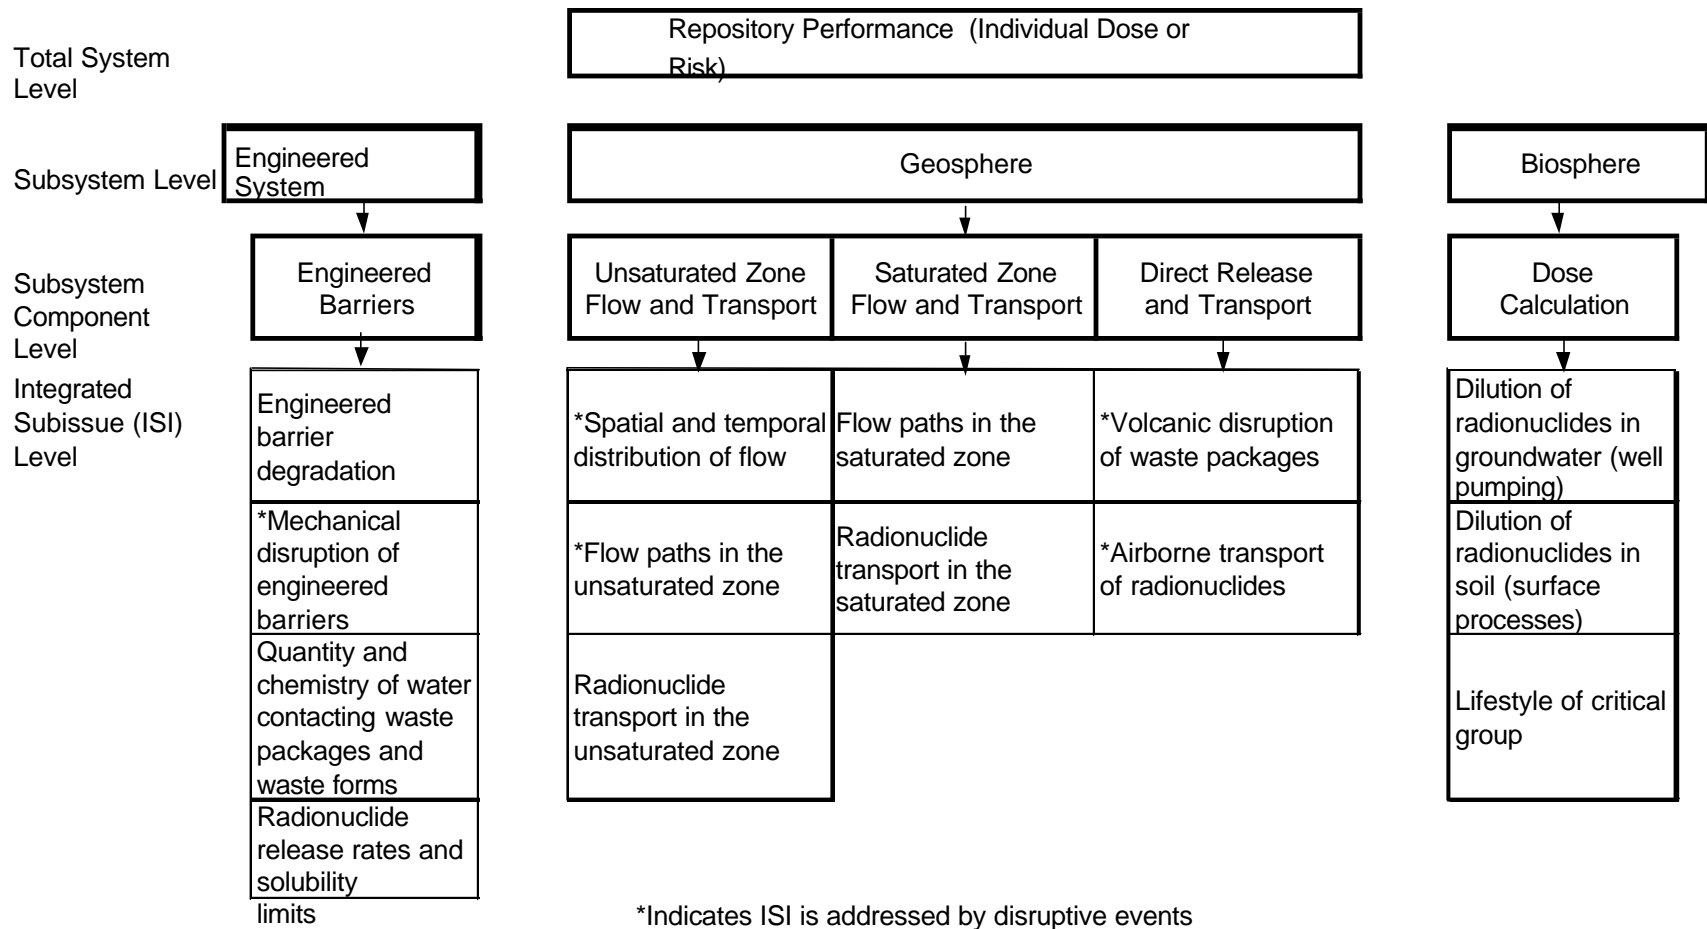 Total System
Level
Repository Performance (Individual Dose or
Risk)
Subsystem Level
Engineered
System
Geosphere
Biosphere
Subsystem
Component
Level
Engineered
Barriers
Unsaturated Zone
Flow and Transport
Saturated Zone
Flow and Transport
Direct Release
and Transport
Dose
Calculation
Integrated
Subissue (ISI)
Level
Engineered
barrier
degradation
*Mechanical
disruption of
engineered
barriers
Quantity and
chemistry of water
contacting waste
packages and
waste forms
Radionuclide
release rates and
solubility
limits
*Spatial and temporal
distribution of flow
*Flow paths in the
unsaturated zone
Radionuclide
transport in the
unsaturated zone
Flow paths in the
saturated zone
Radionuclide
transport in the
saturated zone
*Volcanic disruption
of waste packages
*Airborne transport
of radionuclides
Dilution of
radionuclides in
groundwater (well
pumping)
Dilution of
radionuclides in
soil (surface
processes)
Lifestyle of critical
group
*Indicates ISI is addressed by disruptive events